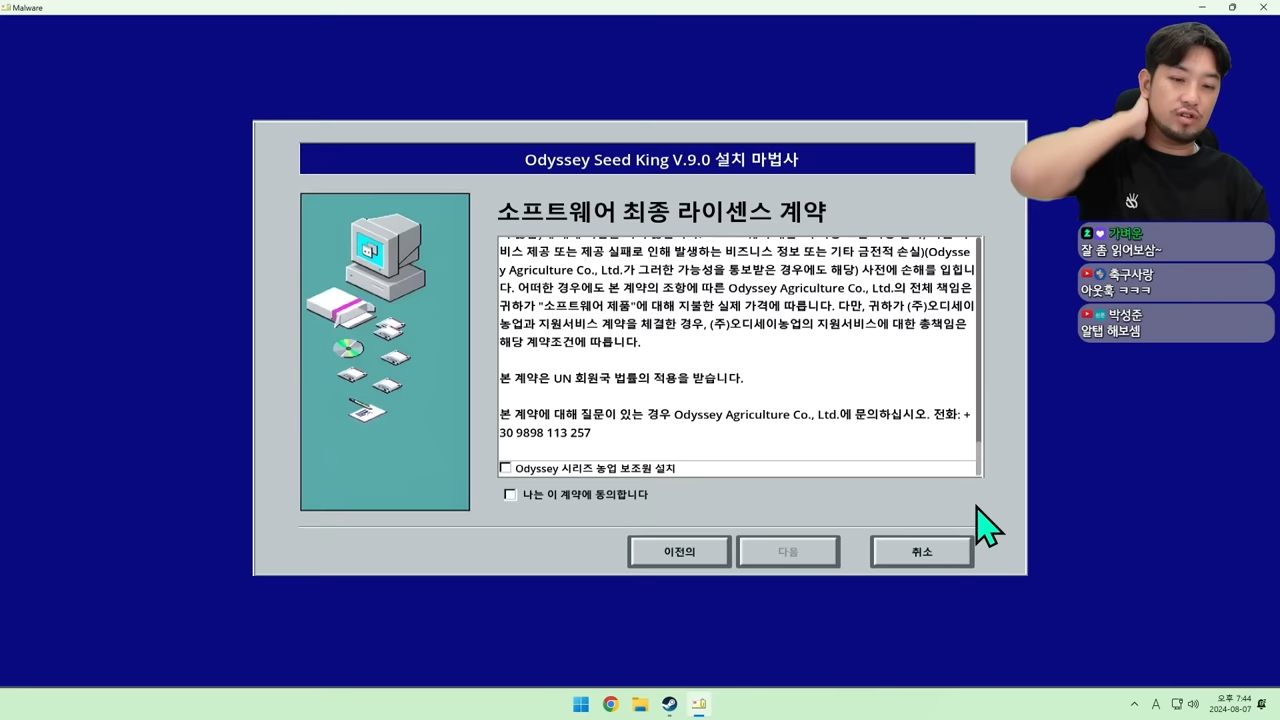 Malware
Odyssey Seed King V.9.0 설치 마법사
소프트웨어 최종 라이센스 계약
비스 제공 또는 제공 실패로 인해 발생하는 비즈니스 정보 또는 기타 금전적 손실)(Odysse
y Agriculture Co., Ltd.가 그러한 가능성을 통보받은 경우에도 해당) 사전에 손해를 입힙니
다. 어떠한 경우에도 본 계약의 조항에 따른 Odyssey Agriculture Co., Ltd.의 전체 책임은
귀하가 "소프트웨어 제품"에 대해 지불한 실제 가격에 따릅니다. 다만, 귀하가 (주)오디세이
농업과 지원서비스 계약을 체결한 경우, (주)오디세이농업의 지원서비스에 대한 총책임은
해당 계약조건에 따릅니다.
본 계약은 UN 회원국 법률의 적용을 받습니다.
본 계약에 대해 질문이 있는 경우 Odyssey Agriculture Co., Ltd.에 문의하십시오. 전화: +
30 9898 113 257
Odyssey 시리즈 농업 보조원 설치
나는 이 계약에 동의합니다
이전의
다음
취소
가벼운
잘 좀 읽어보삼~
축구사랑
아웃훅 ㅋㅋㅋ
박성준
알탭 해보셈
A
오후 7:44
2024-08-07